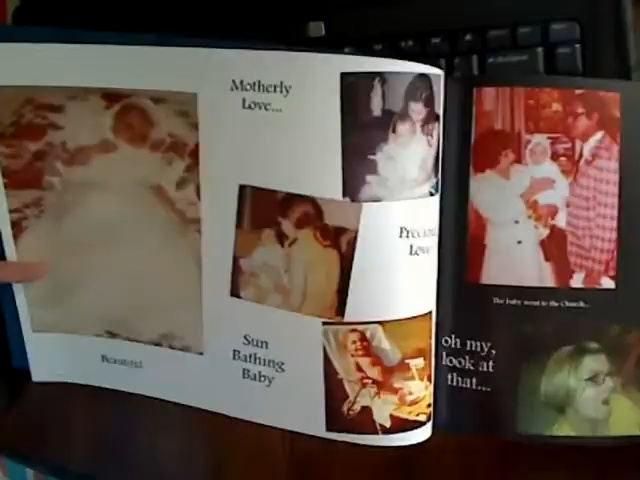 Motherly
Love...
Precious
Love
Beautiful
Sun
Bathing
Baby
The baby went to the Church...
oh my,
look at
that...